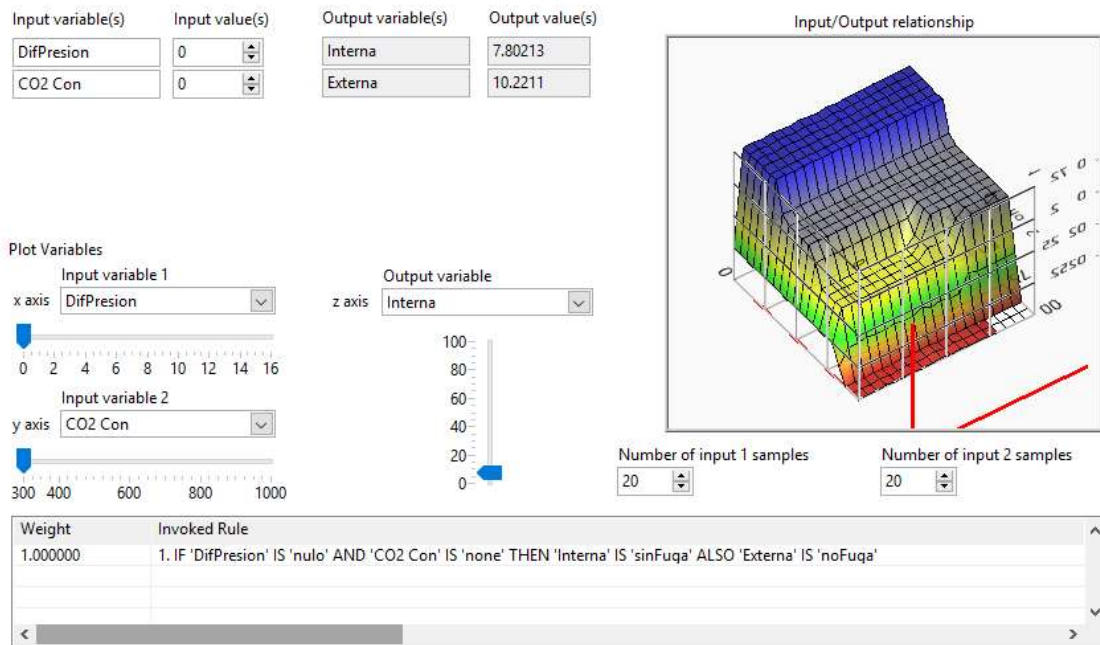 Input variable(s) Input value(s) Output variable(s) Output value(s) Input/Output relationship
DifPresion 0 Interna 7.80213
CO2 Con 0 Externa 10.2211
Plot Variables
Input variable 1
x axis DifPresion
0 2 4 6 8 10 12 14 16
Input variable 2
y axis CO2 Con
300 400 600 800 1000
Output variable
z axis Interna
100
80
60
40
20
0
0
Number of input 1 samples Number of input 2 samples
20 20
Weight Invoked Rule
1.000000 1. IF 'DifPresion' IS 'nulo' AND 'CO2 Con' IS 'none' THEN 'Interna' IS 'sinFuqa' ALSO 'Externa' IS 'noFuqa'